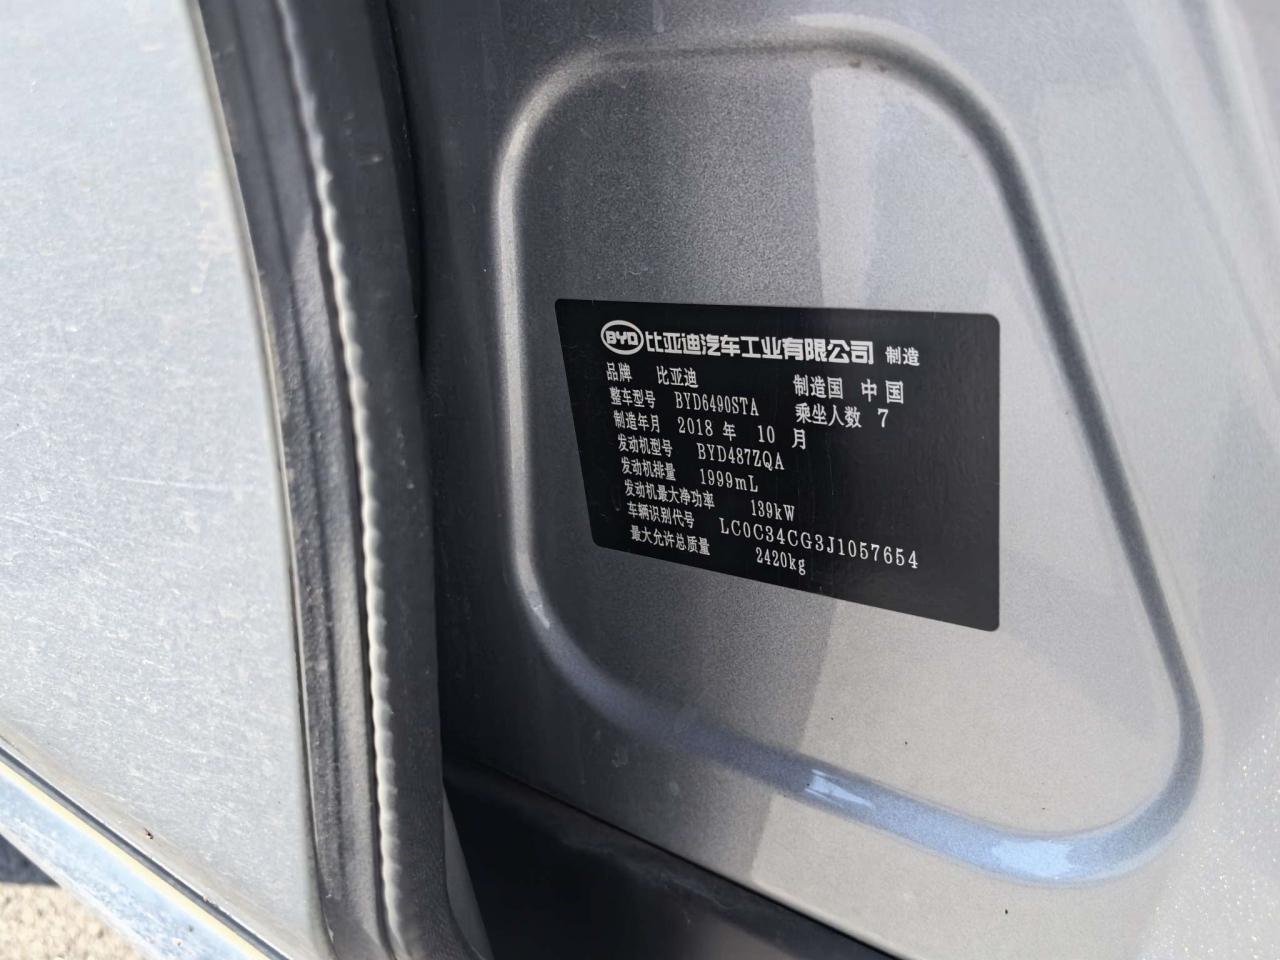 BYD 比亚迪汽车工业有限公司 制造
品牌 比亚迪 制造国 中国
整车型号 BYD6490STA 乘坐人数 7
制造年月 2018 年 10 月
发动机型号 BYD487ZQA
发动机排量 1999mL
发动机最大净功率 139kW
车辆识别代号 LC0C34CG3J1057654
最大允许总质量 2420kg